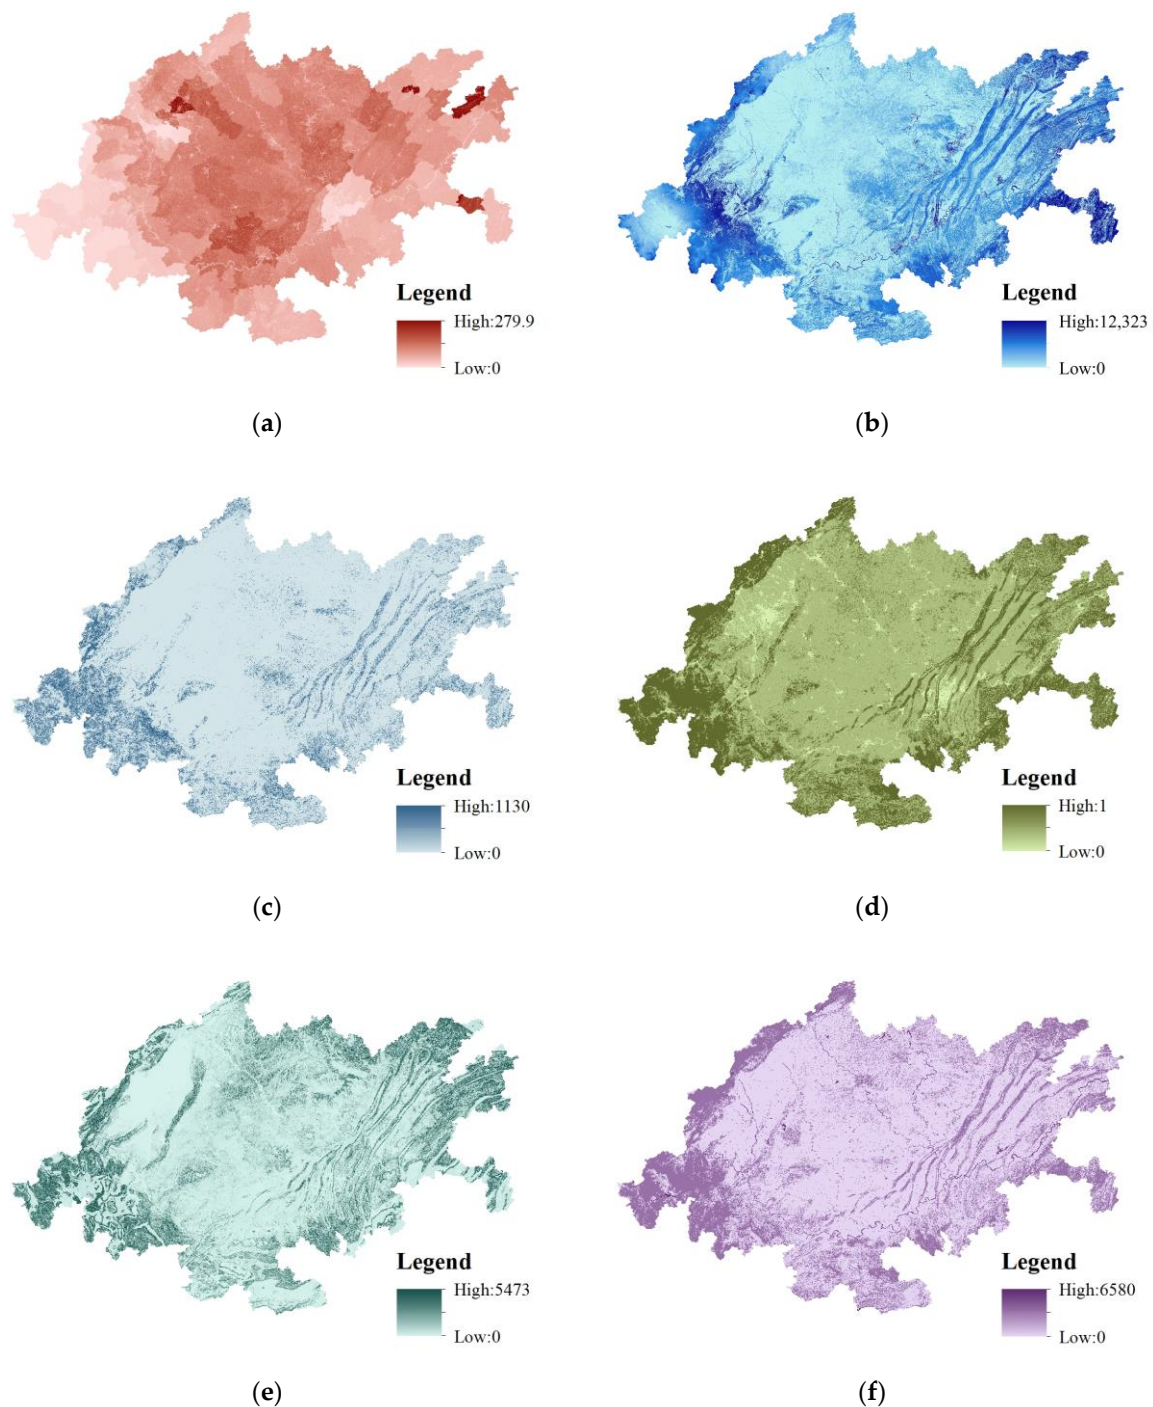 Legend
High:279.9
Low:0
(a)
Legend
High:12,323
Low:0
(b)
Legend
High:1130
Low:0
(c)
Legend
High:1
Low:0
(d)
Legend
High:5473
Low:0
(e)
Legend
High:6580
Low:0
(f)